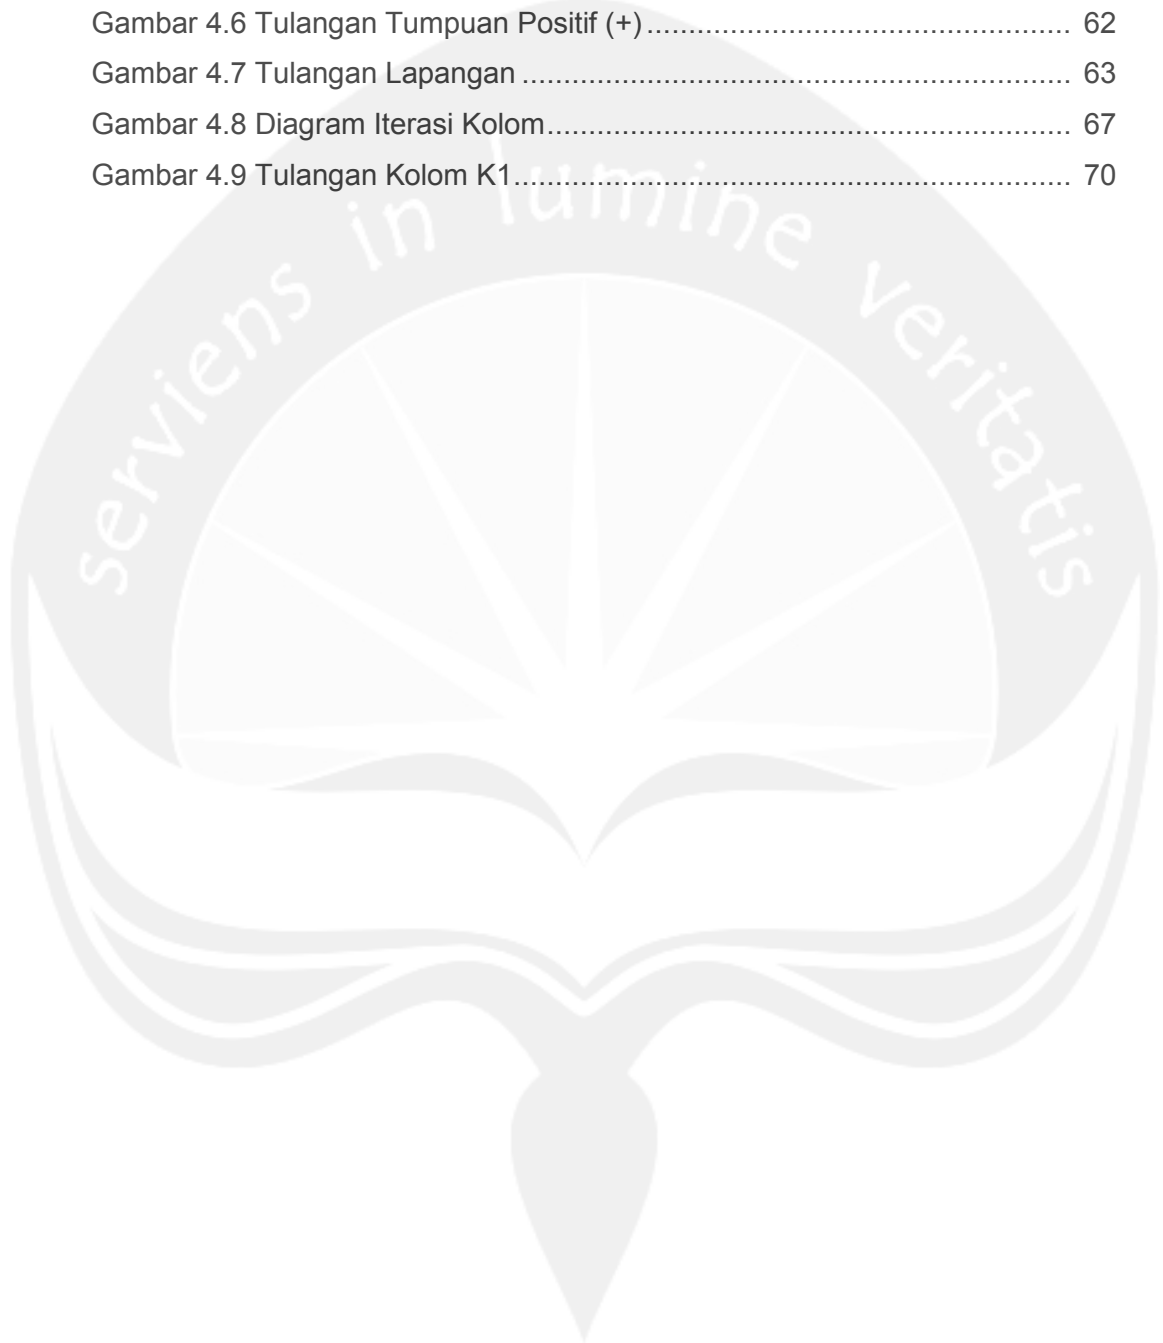 Gambar 4.6 Tulangan Tumpuan Positif (+) .................................................... 62
Gambar 4.7 Tulangan Lapangan ................................................................... 63
Gambar 4.8 Diagram Iterasi Kolom................................................................ 67
Gambar 4.9 Tulangan Kolom K1.................................................................... 70
serviens in lumine veritatis